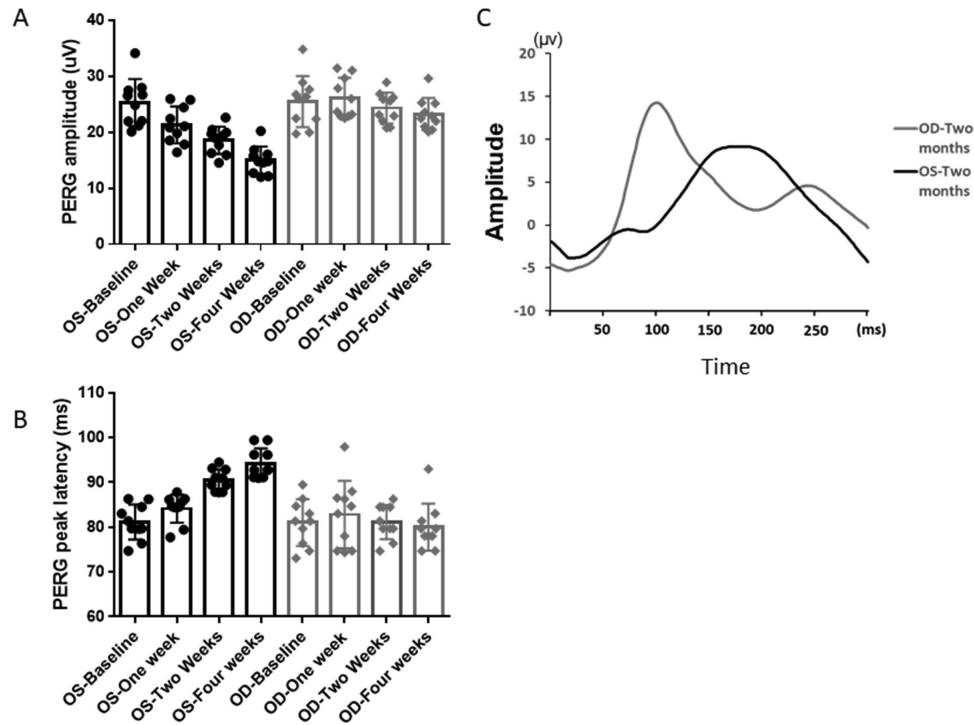 A
PERG amplitude (uV)
40
30
20
10
0
OS-Baseline
OS-One Week
OS-Two Weeks
OS-Four Weeks
OD-Baseline
OD-One week
OD-Two Weeks
OD-Four Weeks
B
PERG peak latency (ms)
110
100
90
80
70
60
OS-Baseline
OS-One week
OS-Two Weeks
OS-Four weeks
OD-Baseline
OD-One week
OD-Two Weeks
OD-Four weeks
C
(μv)
Amplitude
20
15
10
5
0
-5
-10
50 100 150 200 250 (ms)
Time
OD-Two
months
OS-Two
months